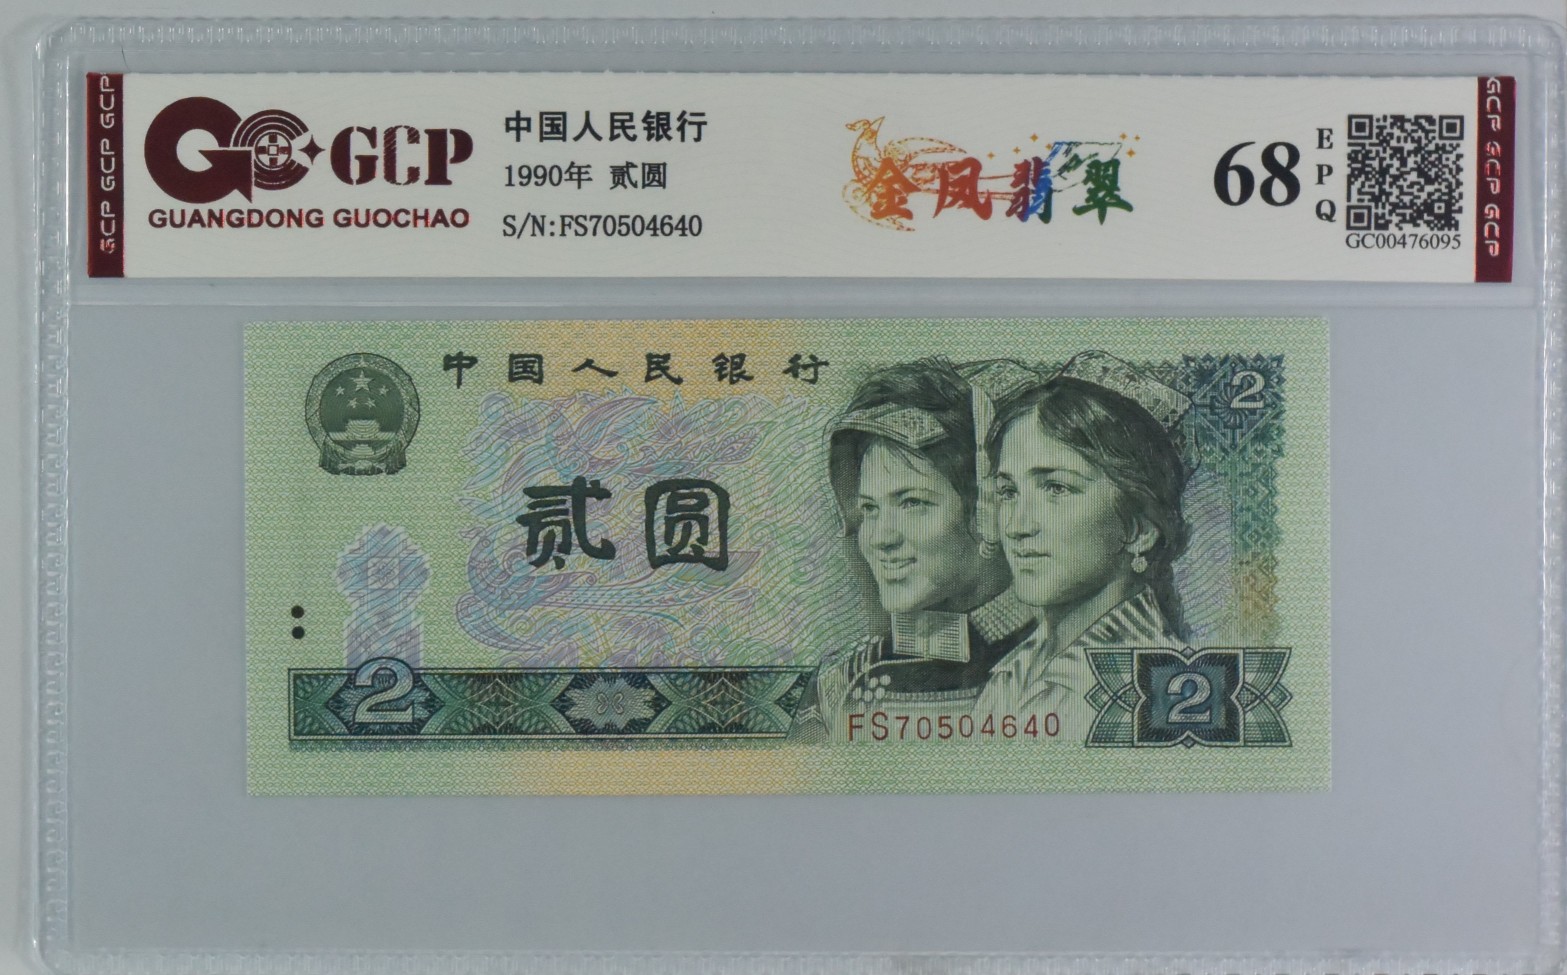 GCP GCP GCP
GCP
GUANGDONG GUOCHAO
中国人民银行
1990年 贰圆
S/N:FS70504640
金凤翡翠
68
EPQ
GC00476095
GCP GCP GCP
中国人民银行
2
贰圆
2
FS70504640
2